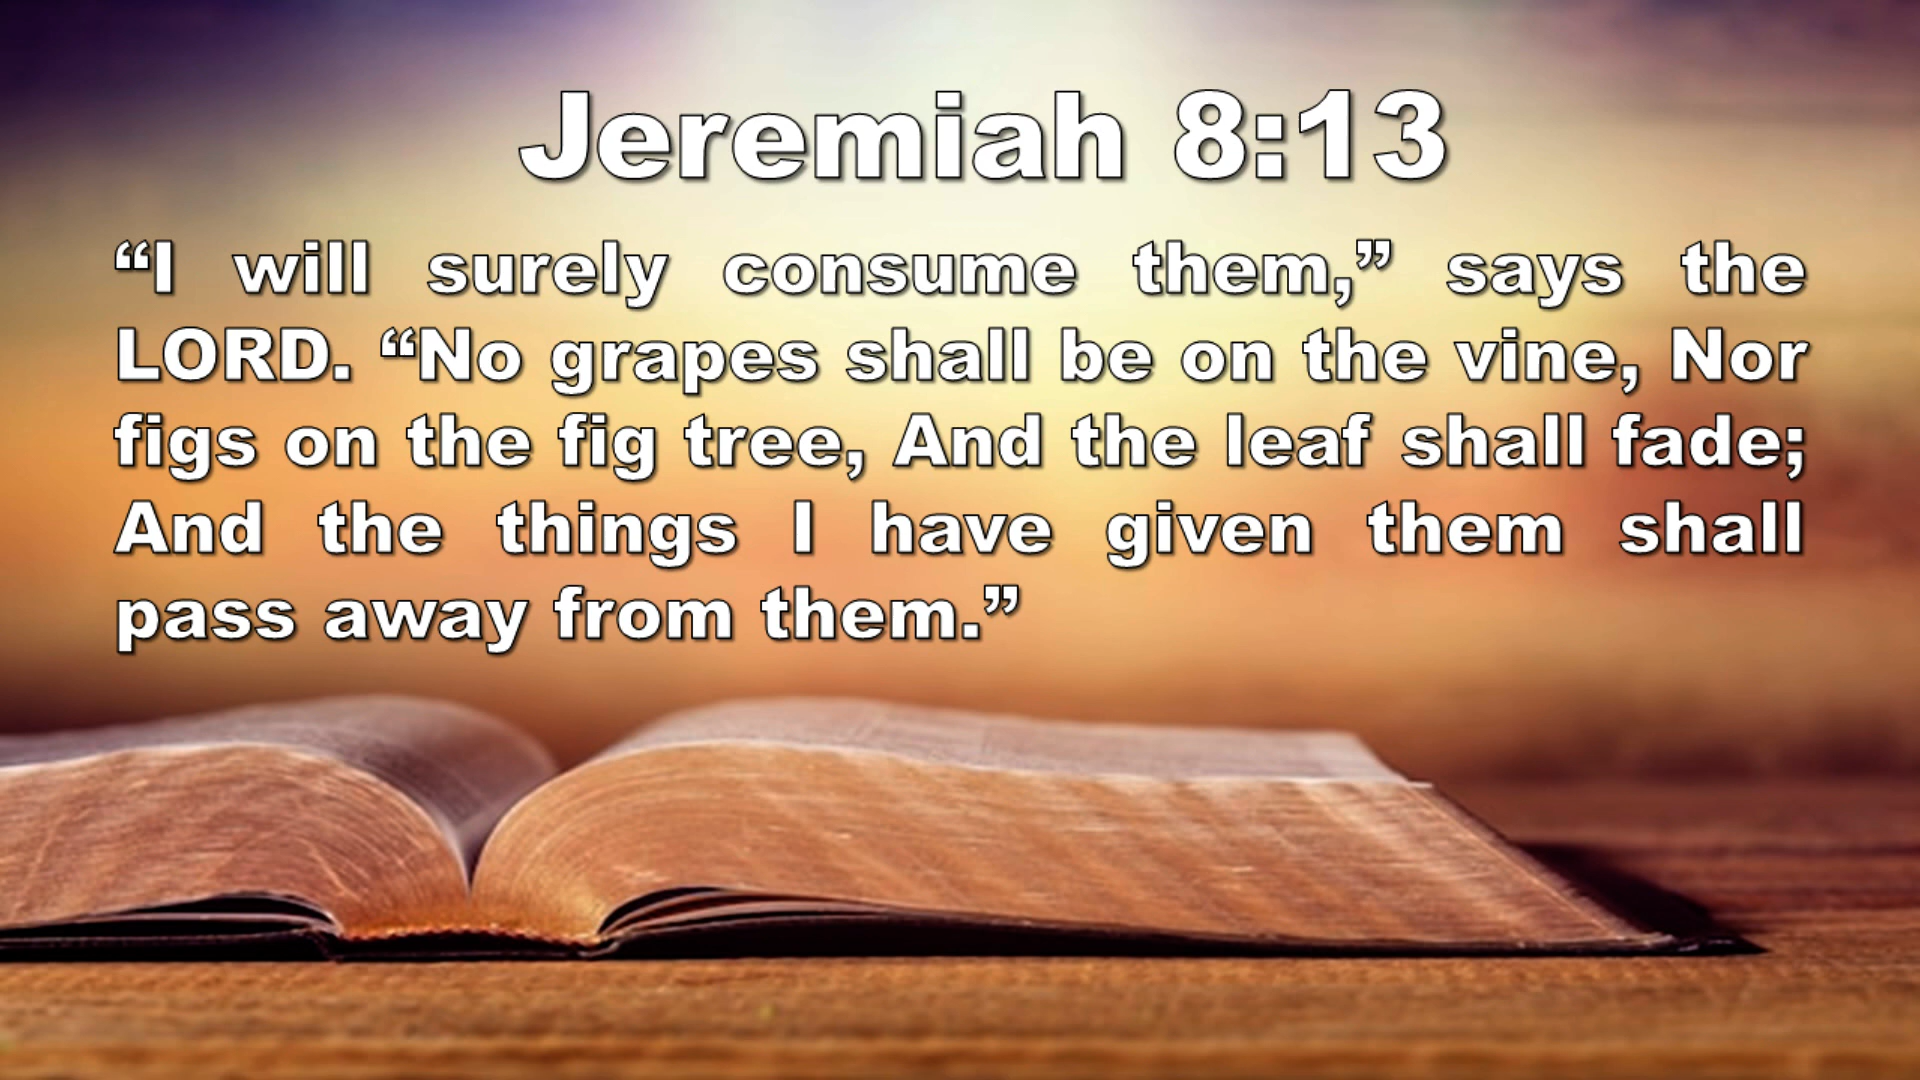 Jeremiah 8:13
“I will surely consume them,” says the
LORD. “No grapes shall be on the vine, Nor
figs on the fig tree, And the leaf shall fade;
And the things I have given them shall
pass away from them.”